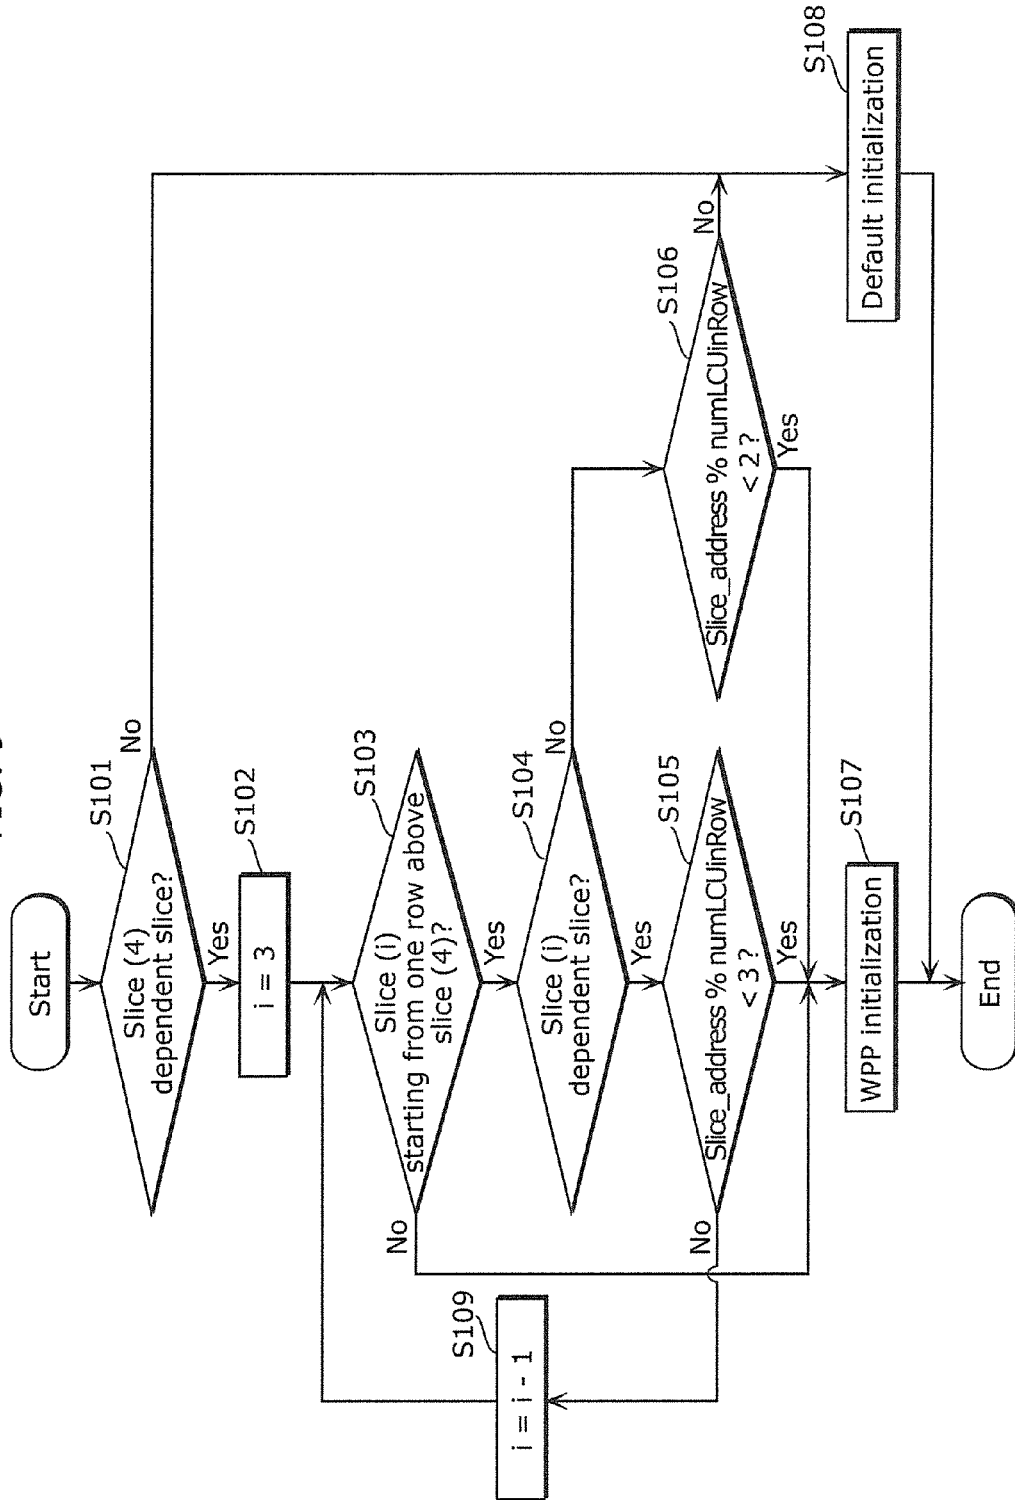 Start
S101
Slice (4)
dependent slice?
No
Yes
S102
i = 3
S103
Slice (i)
starting from one row above
slice (4)?
No
Yes
S104
Slice (i)
dependent slice?
No
Yes
S105
Slice_address % numLCUinRow
< 3 ?
No
Yes
S106
Slice_address % numLCUinRow
< 2 ?
No
Yes
S107
WPP initialization
S108
Default initialization
S109
i = i - 1
End